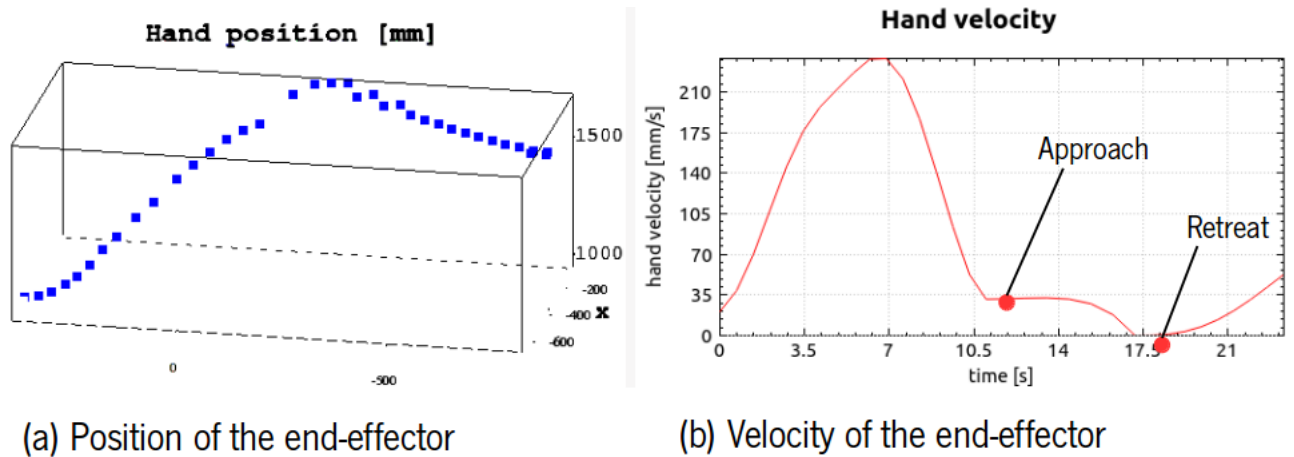 Hand position [mm]
1500
1000
-200
-400 X
-600
0
-500
(a) Position of the end-effector
Hand velocity
hand velocity [mm/s]
210
175
140
105
70
35
0
Approach
Retreat
0 3.5 7 10.5 14 17.5 21
time [s]
(b) Velocity of the end-effector